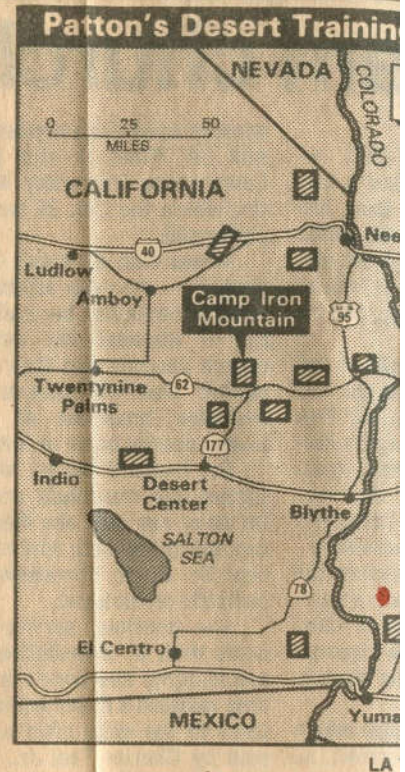 Patton's Desert Training
NEVADA
COLORADO
0 25 50
MILES
CALIFORNIA
40
Nee
Ludlow
Amboy
Camp Iron
Mountain
U.S.
95
Twentynine
Palms
62
177
Indio
Desert
Center
Blythe
SALTON
SEA
78
El Centro
MEXICO
Yuma
LA